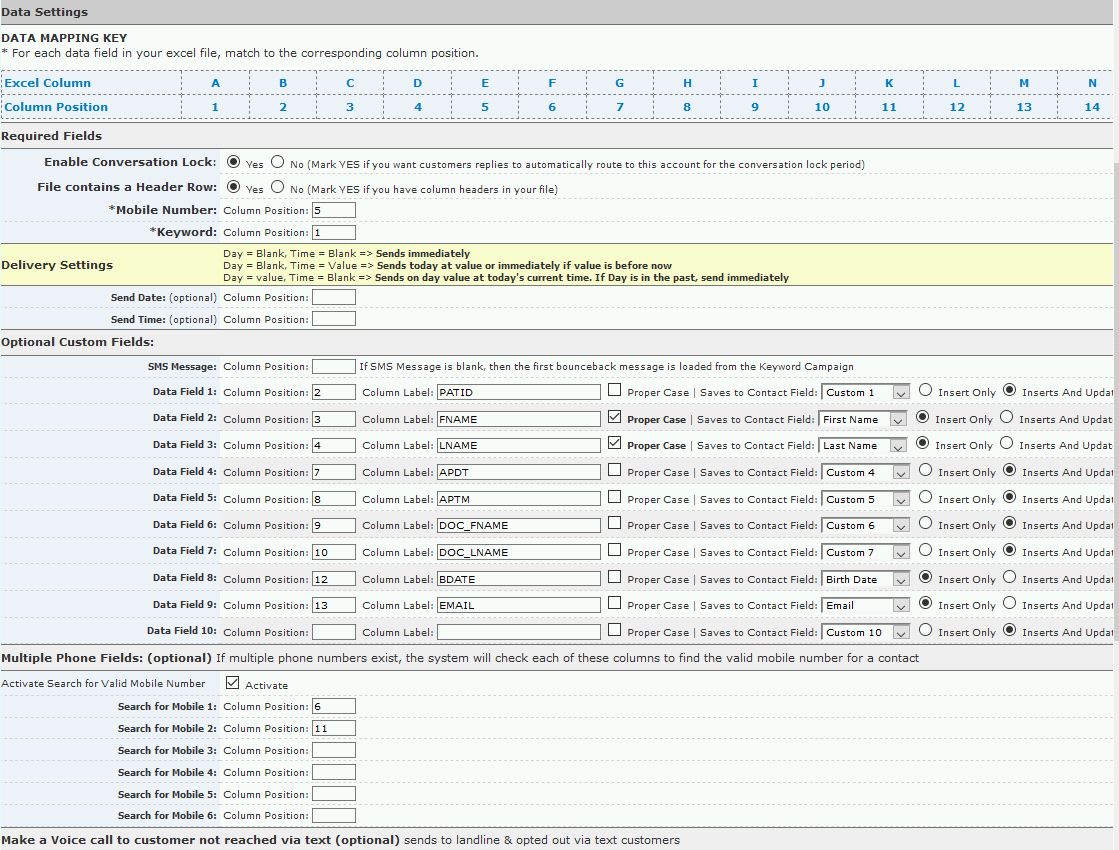 Data Settings
DATA MAPPING KEY
* For each data field in your excel file, match to the corresponding column position.
Excel Column A B C D E F G H I J K L M N
Column Position 1 2 3 4 5 6 7 8 9 10 11 12 13 14
Required Fields
Enable Conversation Lock: Yes No (Mark YES if you want customers replies to automatically route to this account for the conversation lock period)
File contains a Header Row: Yes No (Mark YES if you have column headers in your file)
*Mobile Number: Column Position: 5
*Keyword: Column Position: 1
Delivery Settings
Day = Blank, Time = Blank => Sends immediately
Day = Blank, Time = Value => Sends today at value or immediately if value is before now
Day = value, Time = Blank => Sends on day value at today's current time. If Day is in the past, send immediately
Send Date: (optional) Column Position:
Send Time: (optional) Column Position:
Optional Custom Fields:
SMS Message: Column Position: If SMS Message is blank, then the first bounceback message is loaded from the Keyword Campaign
Data Field 1: Column Position: 2 Column Label: PATID Proper Case | Saves to Contact Field: Custom 1 Insert Only Inserts And Updat
Data Field 2: Column Position: 3 Column Label: FNAME Proper Case | Saves to Contact Field: First Name Insert Only Inserts And Updat
Data Field 3: Column Position: 4 Column Label: LNAME Proper Case | Saves to Contact Field: Last Name Insert Only Inserts And Updat
Data Field 4: Column Position: 7 Column Label: APDT Proper Case | Saves to Contact Field: Custom 4 Insert Only Inserts And Updat
Data Field 5: Column Position: 8 Column Label: APTM Proper Case | Saves to Contact Field: Custom 5 Insert Only Inserts And Updat
Data Field 6: Column Position: 9 Column Label: DOC_FNAME Proper Case | Saves to Contact Field: Custom 6 Insert Only Inserts And Updat
Data Field 7: Column Position: 10 Column Label: DOC_LNAME Proper Case | Saves to Contact Field: Custom 7 Insert Only Inserts And Updat
Data Field 8: Column Position: 12 Column Label: BDATE Proper Case | Saves to Contact Field: Birth Date Insert Only Inserts And Updat
Data Field 9: Column Position: 13 Column Label: EMAIL Proper Case | Saves to Contact Field: Email Insert Only Inserts And Updat
Data Field 10: Column Position: Column Label: Proper Case | Saves to Contact Field: Custom 10 Insert Only Inserts And Updat
Multiple Phone Fields: (optional) If multiple phone numbers exist, the system will check each of these columns to find the valid mobile number for a contact
Activate Search for Valid Mobile Number Activate
Search for Mobile 1: Column Position: 6
Search for Mobile 2: Column Position: 11
Search for Mobile 3: Column Position:
Search for Mobile 4: Column Position:
Search for Mobile 5: Column Position:
Search for Mobile 6: Column Position:
Make a Voice call to customer not reached via text (optional) sends to landline & opted out via text customers